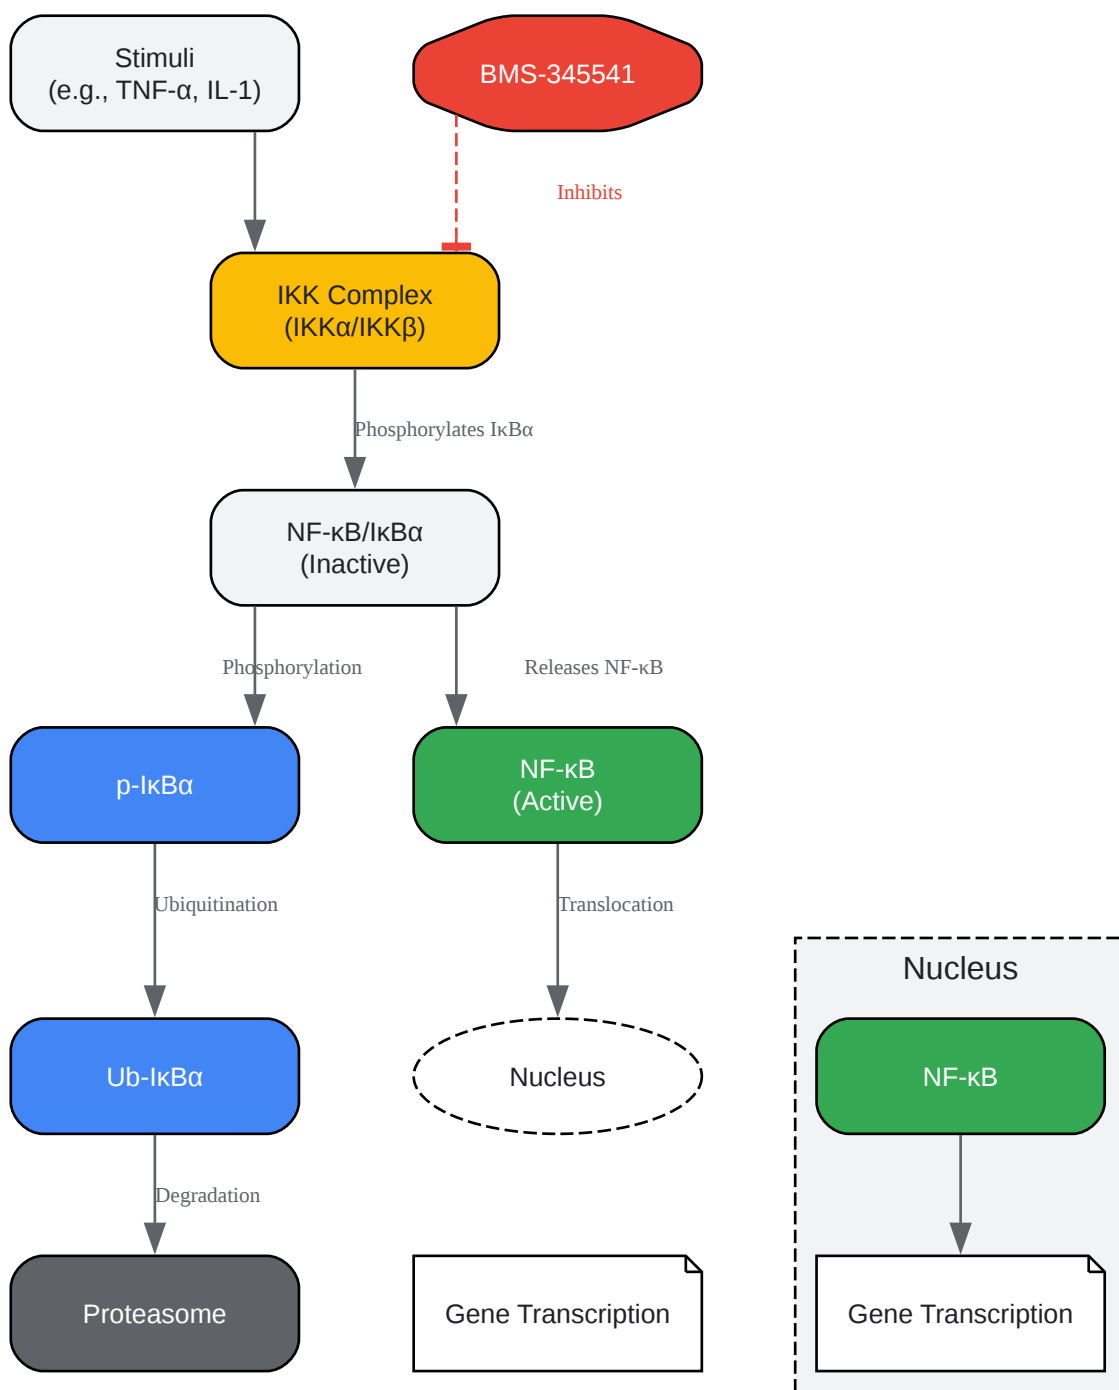 Stimuli
(e.g., TNF-α, IL-1)
BMS-345541
Inhibits
IKK Complex
(IKKα/IKKβ)
Phosphorylates IκBα
NF-κB/IκBα
(Inactive)
Phosphorylation
Releases NF-κB
p-IκBα
NF-κB
(Active)
Ubiquitination
Translocation
Nucleus
Ub-IκBα
Nucleus
NF-κB
Degradation
Proteasome
Gene Transcription
Gene Transcription